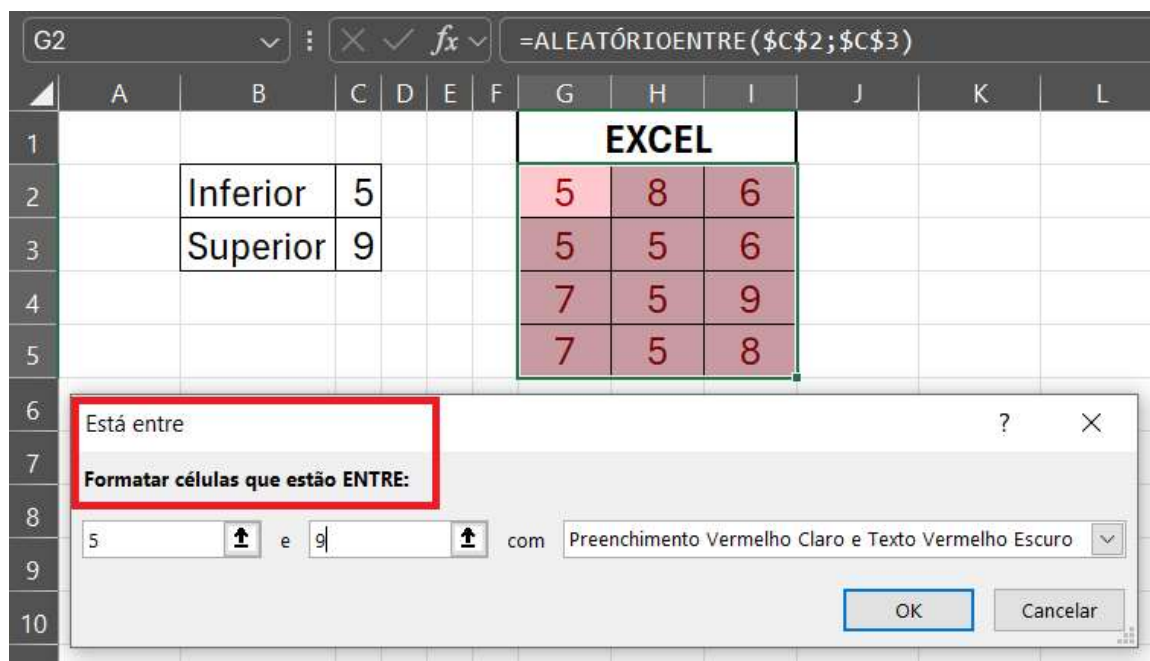 G2 fx =ALEATÓRIOENTRE($C$2;$C$3)
A B C D E F G H I J K L
1 EXCEL
2 Inferior 5 5 8 6
3 Superior 9 5 5 6
4 7 5 9
5 7 5 8
6 Está entre ? X
7 Formatar células que estão ENTRE:
8 5 e 9 com Preenchimento Vermelho Claro e Texto Vermelho Escuro
9
10 OK Cancelar